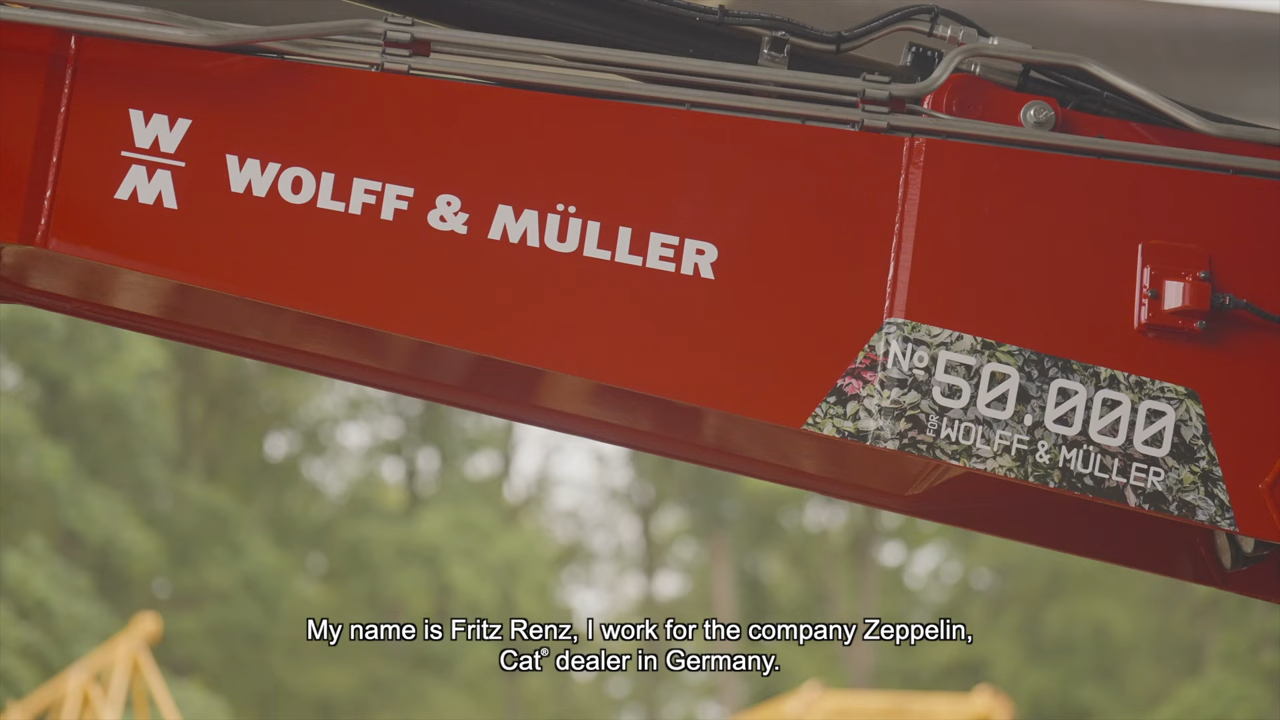 W
M
WOLFF & MÜLLER
Nº50.000
FOR WOLFF & MÜLLER
My name is Fritz Renz, I work for the company Zeppelin,
Cat® dealer in Germany.